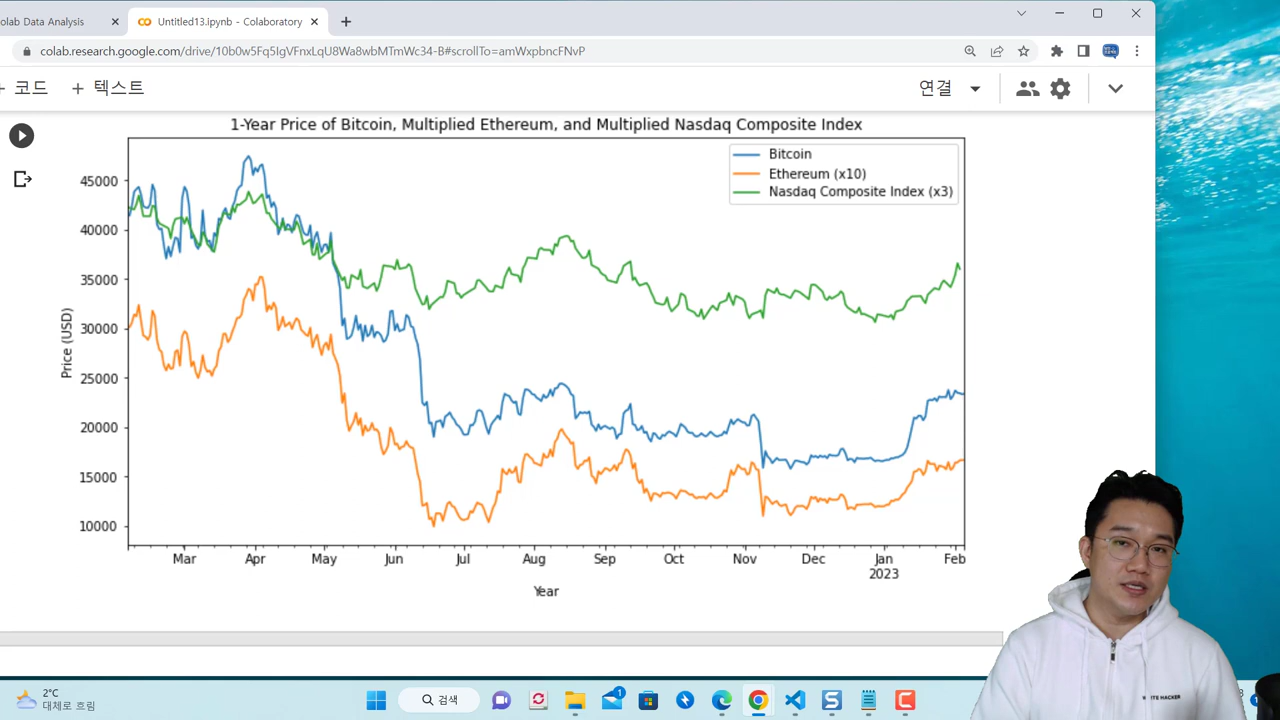 olab Data Analysis
Untitled13.ipynb - Colaboratory
colab.research.google.com/drive/10b0w5Fq5IgVFnxLqU8Wa8wbMTmWc34-B#scrollTo=amWxpbncFNvP
+ 코드 + 텍스트
연결
1-Year Price of Bitcoin, Multiplied Ethereum, and Multiplied Nasdaq Composite Index
Bitcoin
Ethereum (x10)
Nasdaq Composite Index (x3)
45000
40000
35000
30000
25000
20000
15000
10000
Price (USD)
Mar Apr May Jun Jul Aug Sep Oct Nov Dec Jan Feb
2023
Year
2°C
대체로 흐림
검색
1
HACKER